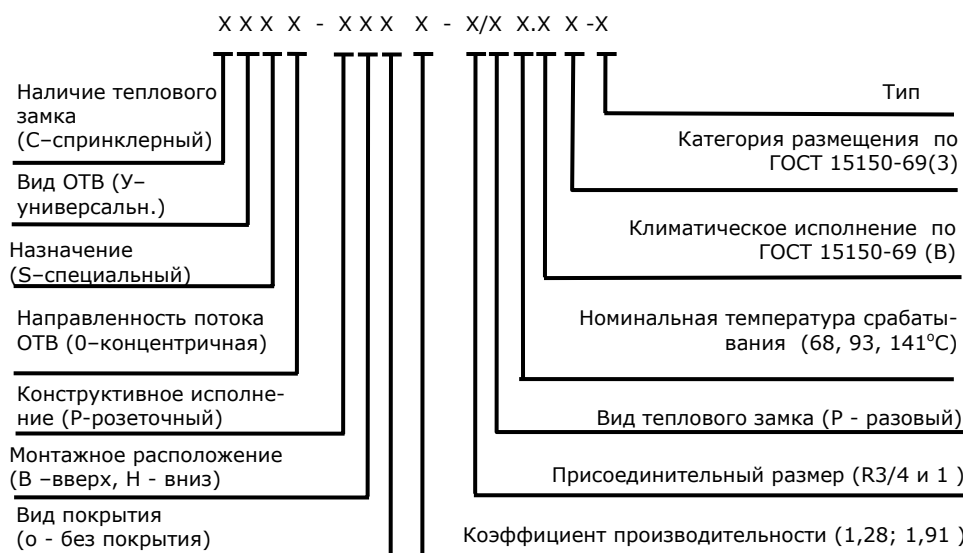 X X X X - X X X X - X/X X.X X -X
Наличие теплового
замка
(С–спринклерный)
Вид ОТВ (У–
универсальн.)
Назначение
(S–специальный)
Направленность потока
ОТВ (0–концентричная)
Конструктивное исполне-
ние (Р-розеточный)
Монтажное расположение
(В –вверх, Н - вниз)
Вид покрытия
(о - без покрытия)
Тип
Категория размещения по
ГОСТ 15150-69(3)
Климатическое исполнение по
ГОСТ 15150-69 (В)
Номинальная температура срабаты-
вания (68, 93, 141°С)
Вид теплового замка (Р - разовый)
Присоединительный размер (R3/4 и 1 )
Коэффициент производительности (1,28; 1,91 )